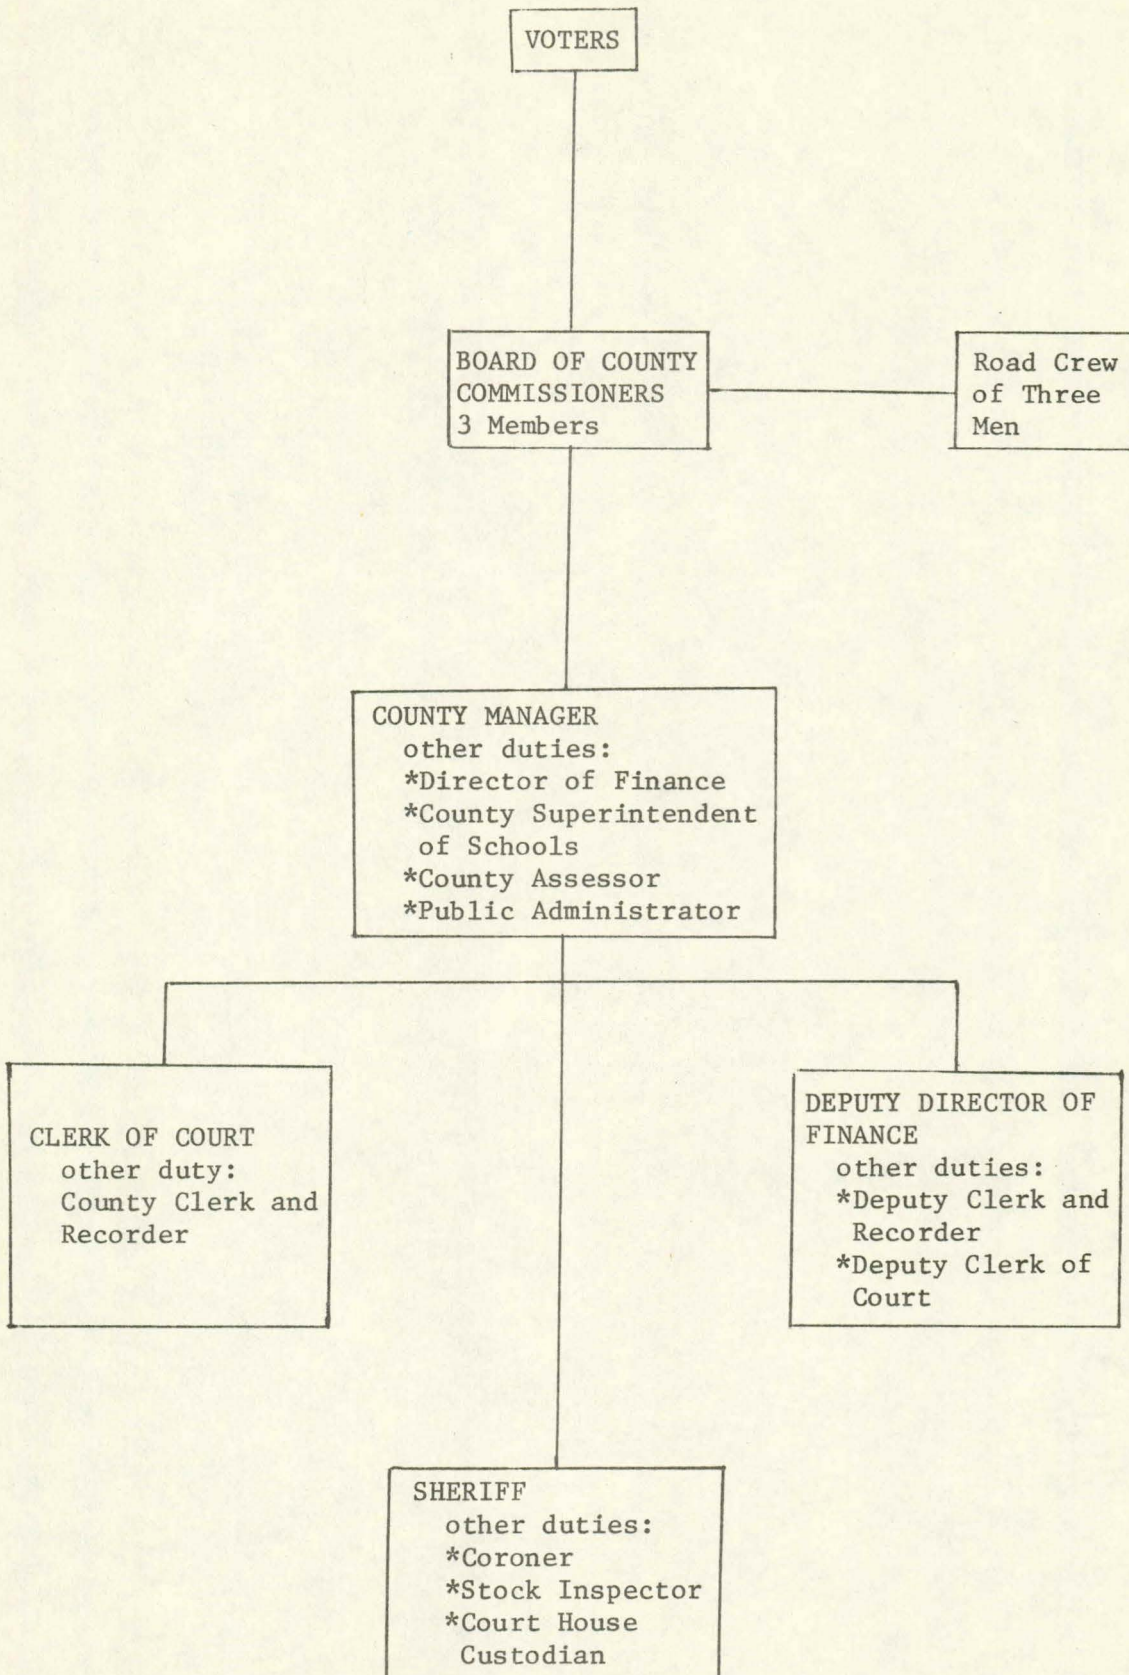 VOTERS
BOARD OF COUNTY
COMMISSIONERS
3 Members
Road Crew
of Three
Men
COUNTY MANAGER
other duties:
*Director of Finance
*County Superintendent
of Schools
*County Assessor
*Public Administrator
CLERK OF COURT
other duty:
County Clerk and
Recorder
DEPUTY DIRECTOR OF
FINANCE
other duties:
*Deputy Clerk and
Recorder
*Deputy Clerk of
Court
SHERIFF
other duties:
*Coroner
*Stock Inspector
*Court House
Custodian